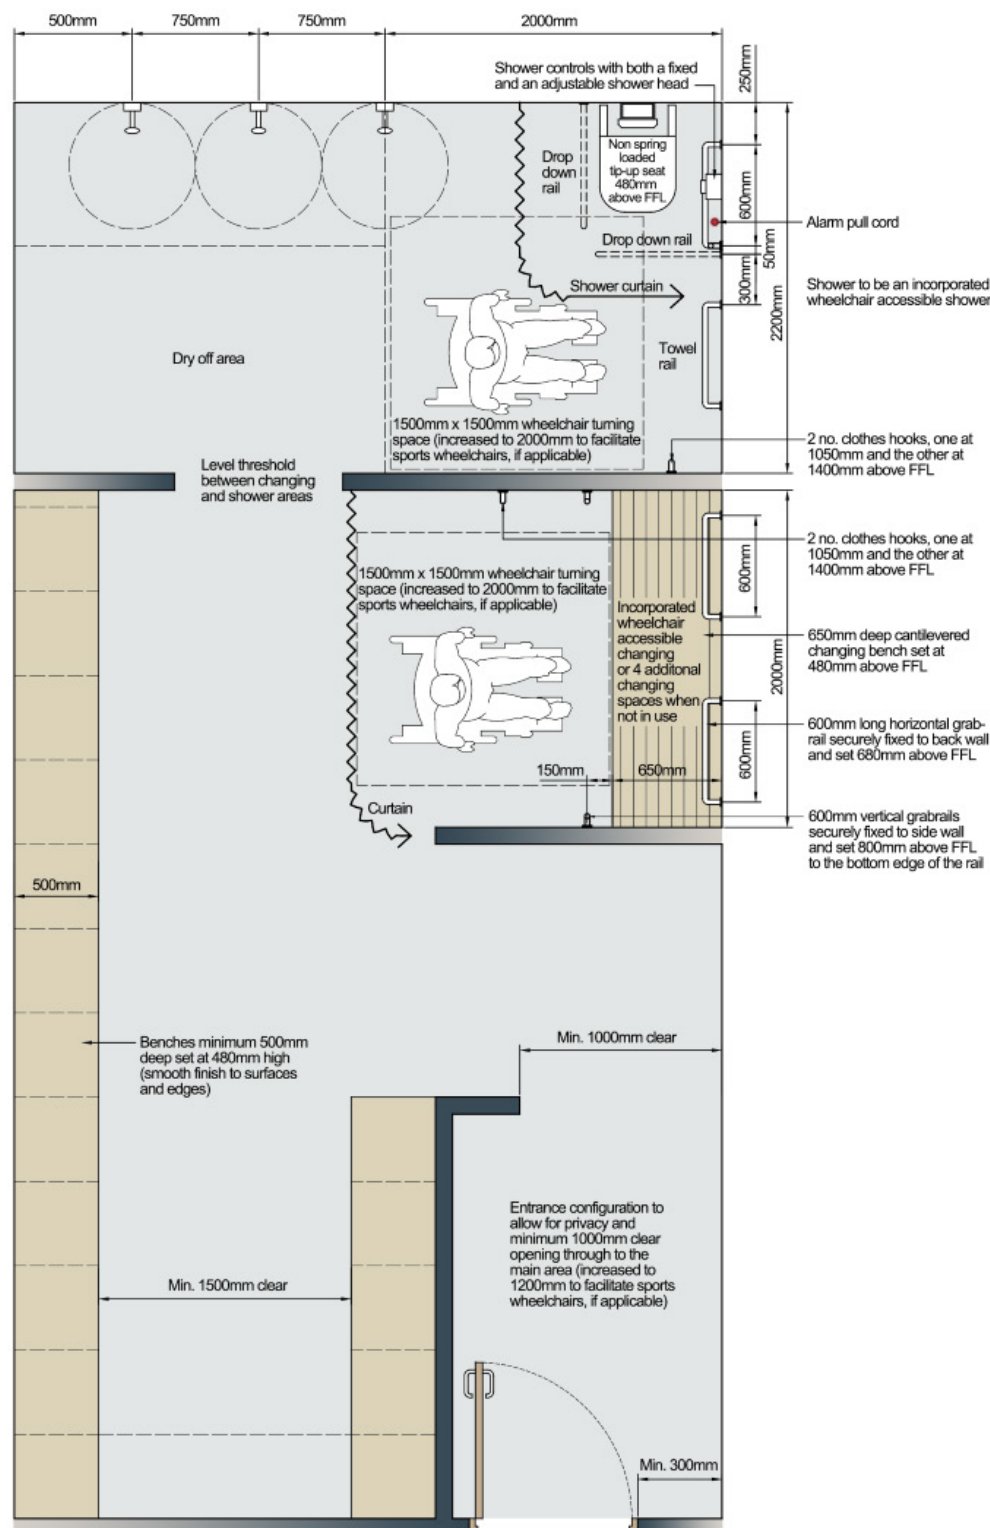 500mm
750mm
750mm
2000mm
Shower controls with both a fixed
and an adjustable shower head
250mm
Drop
down
rail
Non spring
loaded
tip-up seat
480mm
above FFL
600mm
Alarm pull cord
Drop down rail
50mm
300mm
2200mm
Shower curtain
Shower to be an incorporated
wheelchair accessible shower
Dry off area
Towel
rail
1500mm x 1500mm wheelchair turning
space (increased to 2000mm to facilitate
sports wheelchairs, if applicable)
2 no. clothes hooks, one at
1050mm and the other at
1400mm above FFL
Level threshold
between changing
and shower areas
2 no. clothes hooks, one at
1050mm and the other at
1400mm above FFL
600mm
1500mm x 1500mm wheelchair turning
space (increased to 2000mm to facilitate
sports wheelchairs, if applicable)
Incorporated
wheelchair
accessible
changing
or 4 additonal
changing
spaces when
not in use
2000mm
650mm deep cantilevered
changing bench set at
480mm above FFL
600mm long horizontal grab-
rail securely fixed to back wall
and set 680mm above FFL
600mm
150mm
650mm
Curtain
600mm vertical grabrails
securely fixed to side wall
and set 800mm above FFL
to the bottom edge of the rail
500mm
Benches minimum 500mm
deep set at 480mm high
(smooth finish to surfaces
and edges)
Min. 1000mm clear
Entrance configuration to
allow for privacy and
minimum 1000mm clear
opening through to the
main area (increased to
1200mm to facilitate sports
wheelchairs, if applicable)
Min. 1500mm clear
Min. 300mm